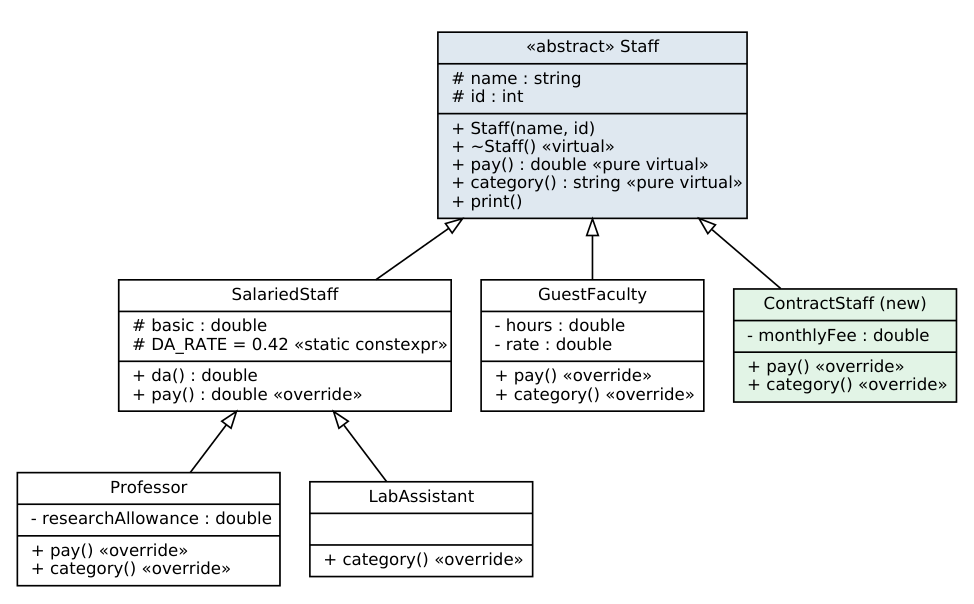 «abstract» Staff
# name : string
# id : int
+ Staff(name, id)
+ ~Staff() «virtual»
+ pay() : double «pure virtual»
+ category() : string «pure virtual»
+ print()
SalariedStaff
# basic : double
# DA_RATE = 0.42 «static constexpr»
+ da() : double
+ pay() : double «override»
GuestFaculty
- hours : double
- rate : double
+ pay() «override»
+ category() «override»
ContractStaff (new)
- monthlyFee : double
+ pay() «override»
+ category() «override»
Professor
- researchAllowance : double
+ pay() «override»
+ category() «override»
LabAssistant
+ category() «override»